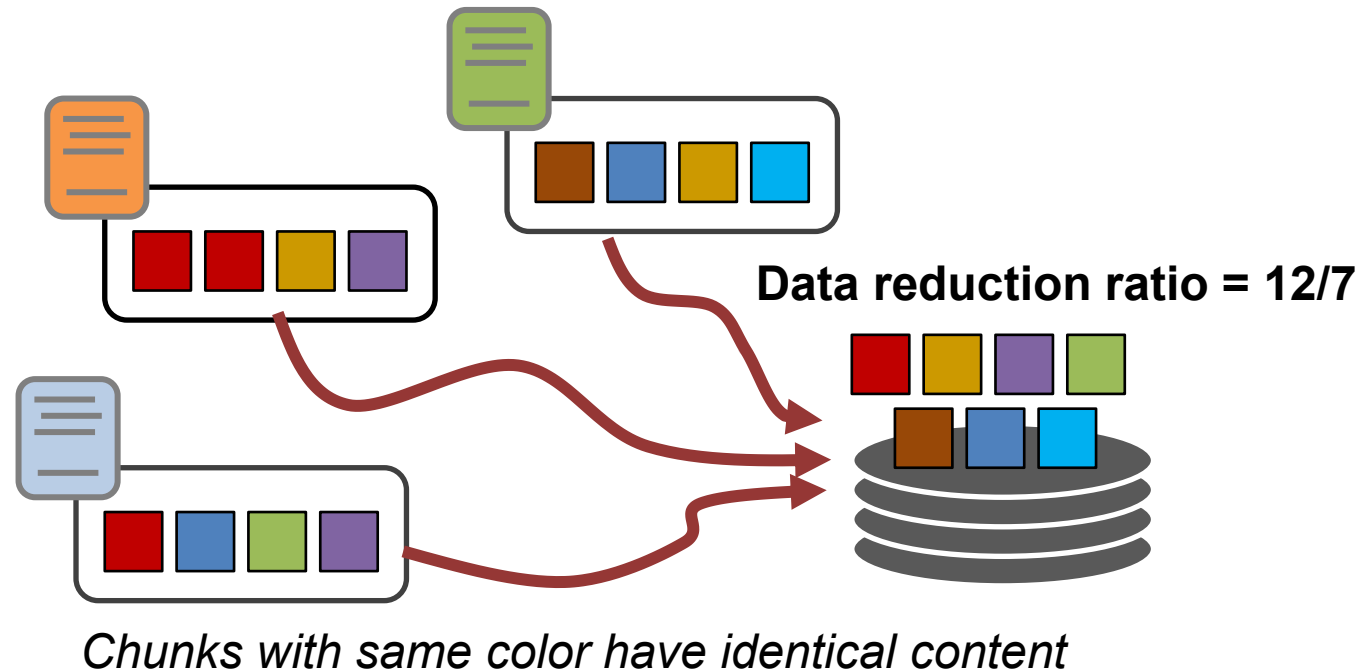 Data reduction ratio = 12/7
Chunks with same color have identical content